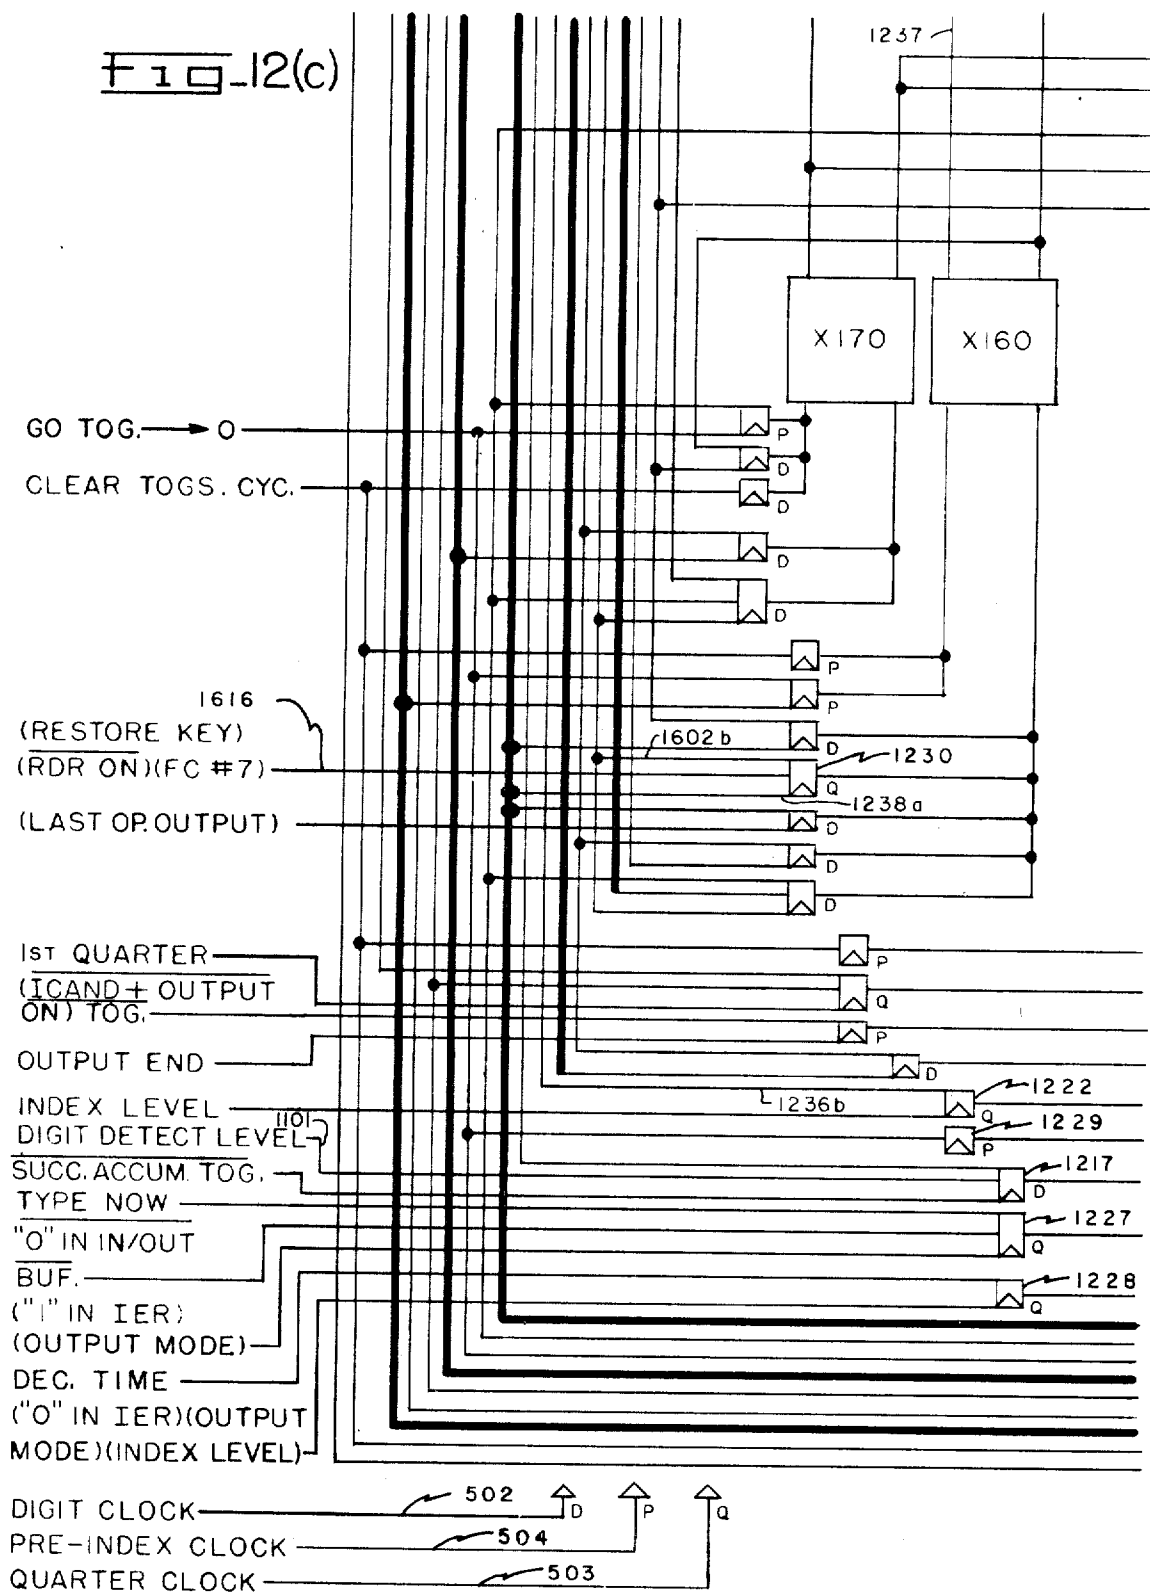 Fig_12(c)
1237
X170
X160
GO TOG. → O
P
D
CLEAR TOGS. CYC.
D
D
D
P
P
1616
(RESTORE KEY)
D
1602b
1230
(RDR ON)(FC #7)
Q
1238a
(LAST OP. OUTPUT)
D
D
D
1ST QUARTER
P
(ICAND + OUTPUT
Q
ON) TOG.
P
OUTPUT END
D
1222
INDEX LEVEL
1236b
Q
1101
1229
DIGIT DETECT LEVEL
P
1217
SUCC. ACCUM. TOG.
D
TYPE NOW
1227
"O" IN IN/OUT
Q
BUF.
1228
("1" IN IER)
Q
(OUTPUT MODE)
DEC. TIME
("O" IN IER)(OUTPUT
MODE)(INDEX LEVEL)
DIGIT CLOCK
502
D
P
Q
PRE-INDEX CLOCK
504
QUARTER CLOCK
503